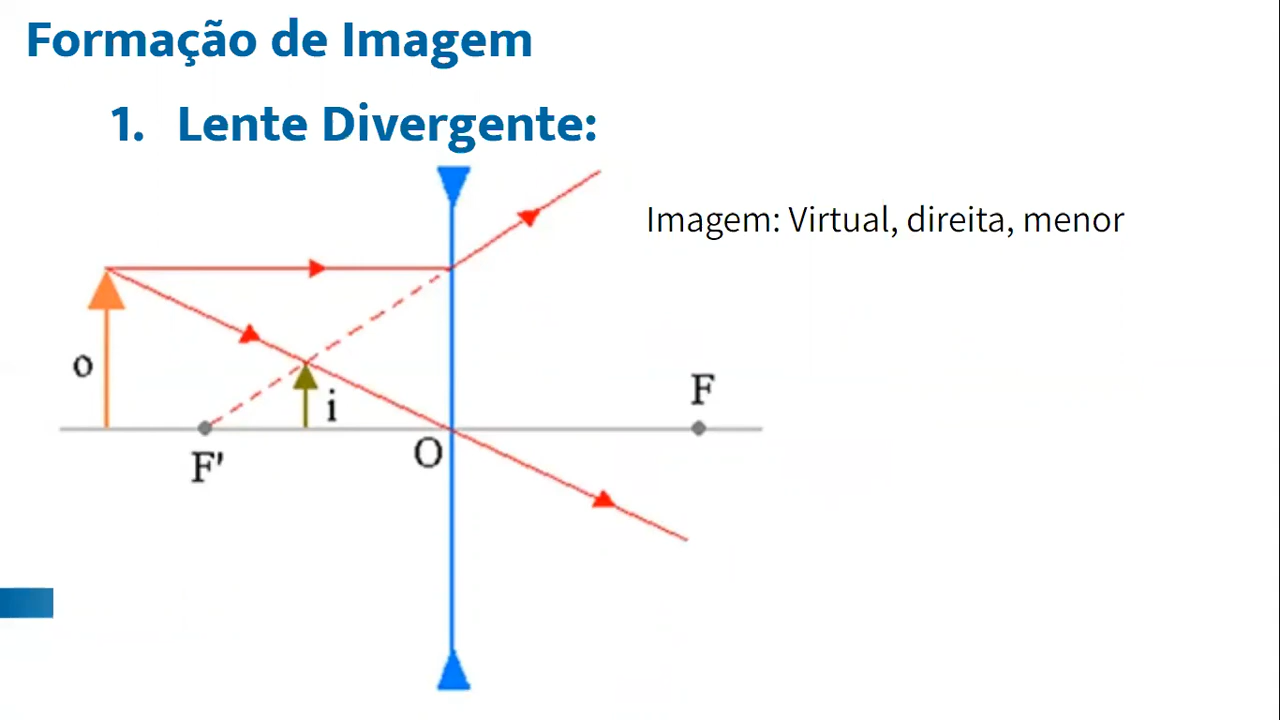 Formação de Imagem
1. Lente Divergente:
Imagem: Virtual, direita, menor
o
i
F
F'
O